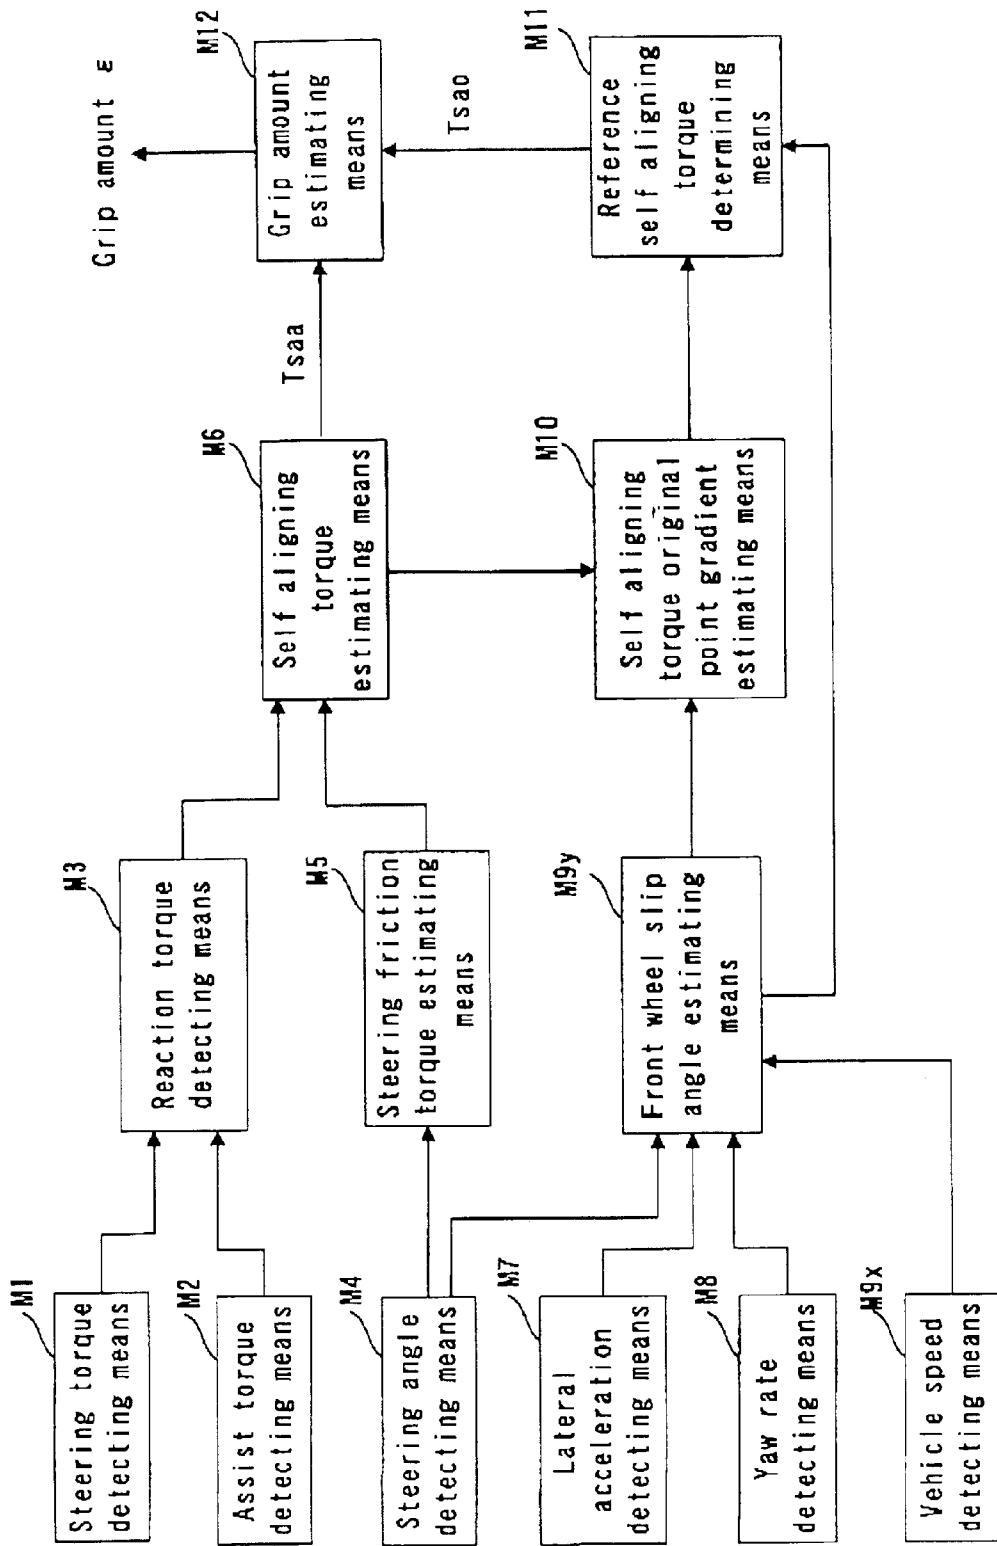 M1
Steering torque
detecting means
M2
Assist torque
detecting means
M3
Reaction torque
detecting means
M4
Steering angle
detecting means
M5
Steering friction
torque estimating
means
M6
Self aligning
torque
estimating means
Tsaa
M7
Lateral
acceleration
detecting means
M8
Yaw rate
detecting means
M9x
Vehicle speed
detecting means
M9y
Front wheel slip
angle estimating
means
M10
Self aligning
torque original
point gradient
estimating means
M11
Reference
self aligning
torque
determining
means
Tsao
M12
Grip amount
estimating
means
Grip amount ε